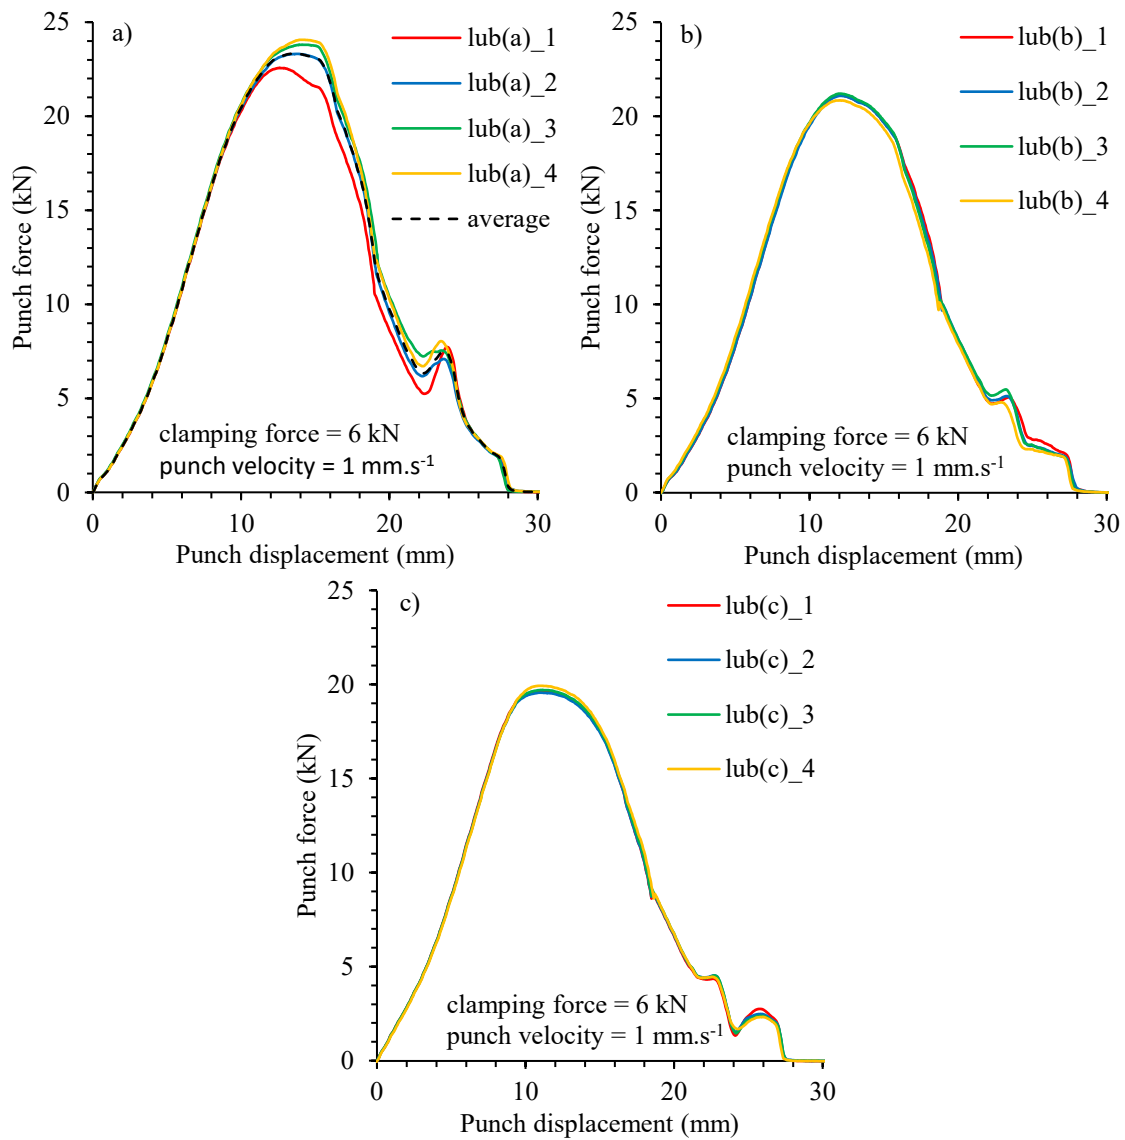 a)
25
20
15
10
5
0
Punch force (kN)
lub(a)_1
lub(a)_2
lub(a)_3
lub(a)_4
average
clamping force = 6 kN
punch velocity = 1 mm.s-1
0 10 20 30
Punch displacement (mm)
b)
25
20
15
10
5
0
Punch force (kN)
lub(b)_1
lub(b)_2
lub(b)_3
lub(b)_4
clamping force = 6 kN
punch velocity = 1 mm.s-1
0 10 20 30
Punch displacement (mm)
c)
25
20
15
10
5
0
Punch force (kN)
lub(c)_1
lub(c)_2
lub(c)_3
lub(c)_4
clamping force = 6 kN
punch velocity = 1 mm.s-1
0 10 20 30
Punch displacement (mm)